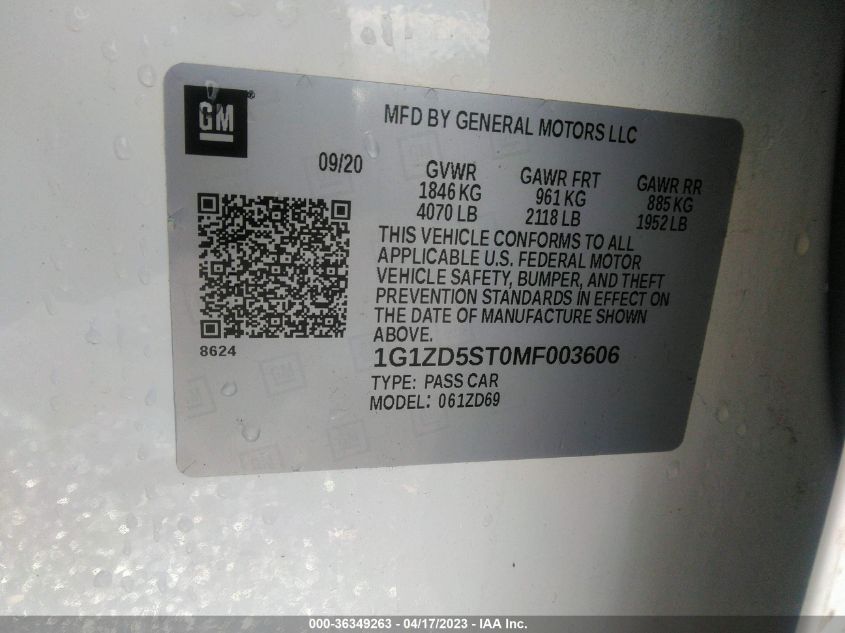 GM®
MFD BY GENERAL MOTORS LLC
09/20
GVWR
1846 KG
4070 LB
GAWR FRT
961 KG
2118 LB
GAWR RR
885 KG
1952 LB
THIS VEHICLE CONFORMS TO ALL
APPLICABLE U.S. FEDERAL MOTOR
VEHICLE SAFETY, BUMPER, AND THEFT
PREVENTION STANDARDS IN EFFECT ON
THE DATE OF MANUFACTURE SHOWN
ABOVE.
8624
1G1ZD5ST0MF003606
TYPE: PASS CAR
MODEL: 061ZD69
000-36349263 - 04/17/2023 - IAA Inc.